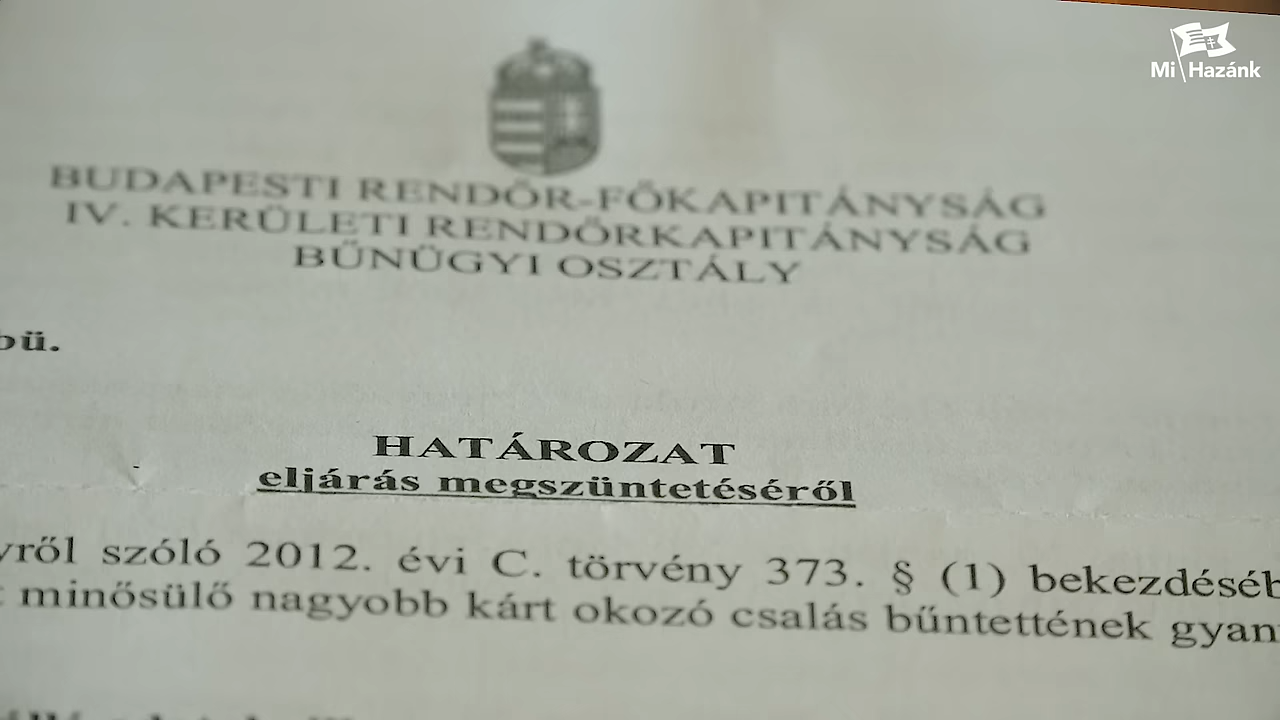 Mi Hazánk
BUDAPESTI RENDŐR-FŐKAPITÁNYSÁG
IV. KERÜLETI RENDŐRKAPITÁNYSÁG
BŰNÜGYI OSZTÁLY
bü.
HATÁROZAT
eljárás megszüntetéséről
szóló 2012. évi C. törvény 373. § (1) bekezdéséb
minősülő nagyobb kárt okozó csalás bűntettének gyan